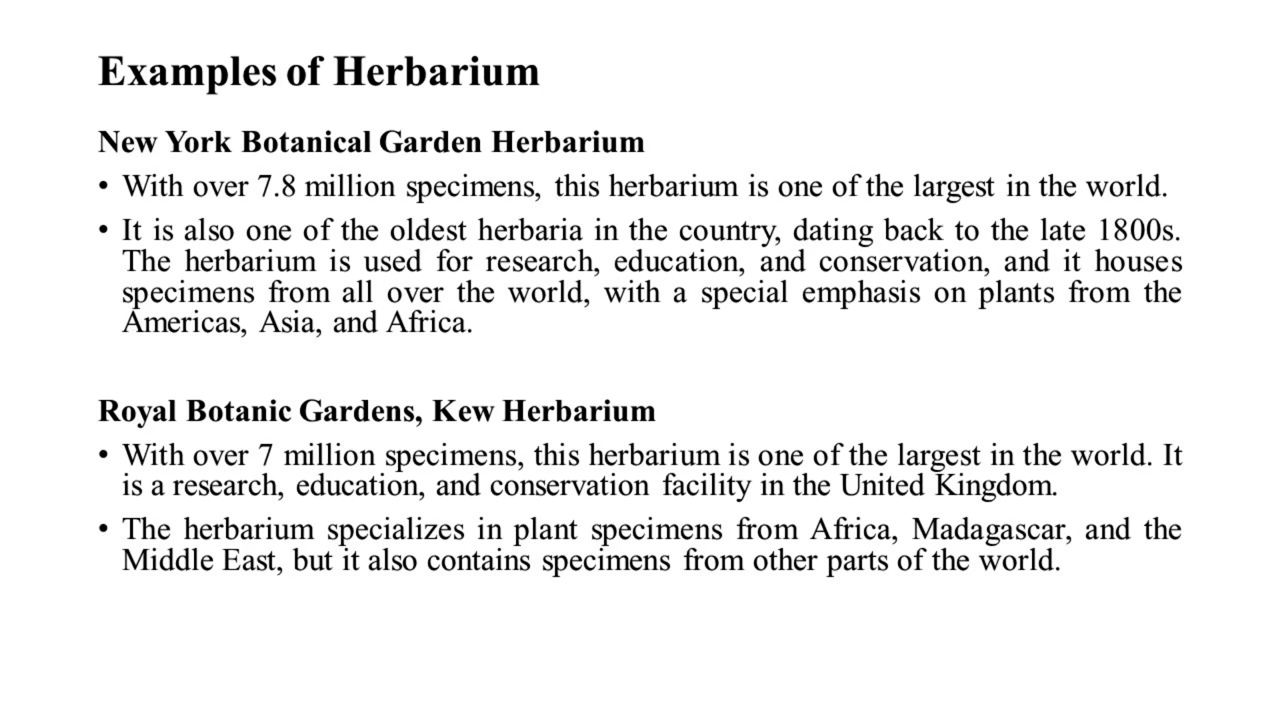 Examples of Herbarium
New York Botanical Garden Herbarium
• With over 7.8 million specimens, this herbarium is one of the largest in the world.
• It is also one of the oldest herbaria in the country, dating back to the late 1800s.
The herbarium is used for research, education, and conservation, and it houses
specimens from all over the world, with a special emphasis on plants from the
Americas, Asia, and Africa.
Royal Botanic Gardens, Kew Herbarium
• With over 7 million specimens, this herbarium is one of the largest in the world. It
is a research, education, and conservation facility in the United Kingdom.
• The herbarium specializes in plant specimens from Africa, Madagascar, and the
Middle East, but it also contains specimens from other parts of the world.